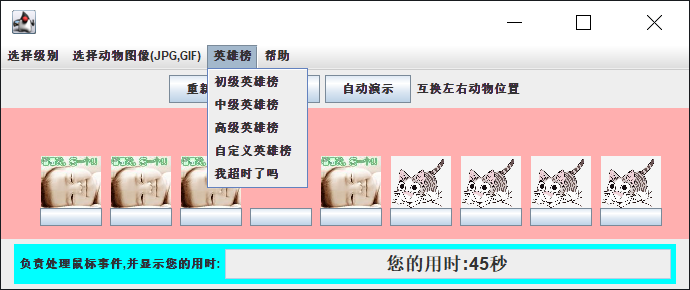 选择级别 选择动物图像(JPG,GIF) 英雄榜 帮助
初级英雄榜
中级英雄榜
高级英雄榜
自定义英雄榜
我超时了吗
自动演示 互换左右动物位置
负责处理鼠标事件,并显示您的用时: 您的用时:45秒